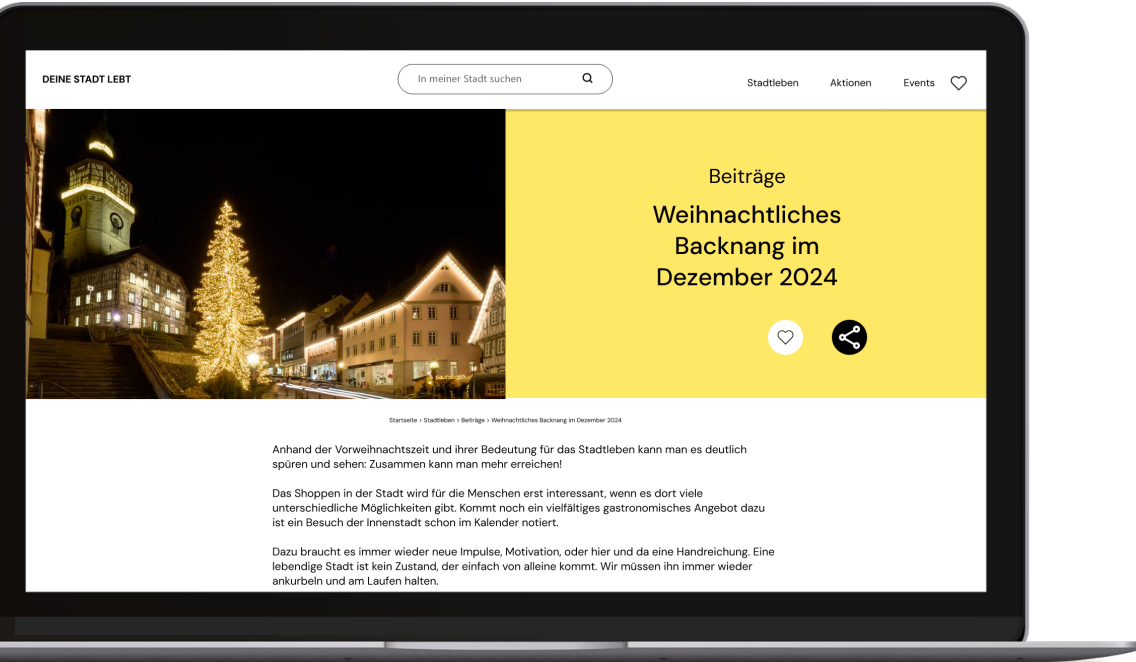 DEINE STADT LEBT
In meiner Stadt suchen
Stadtleben
Aktionen
Events
Beiträge
Weihnachtliches
Backnang im
Dezember 2024
Startseite > Stadtleben > Beiträge > Weihnachtliches Backnang im Dezember 2024
Anhand der Vorweihnachtszeit und ihrer Bedeutung für das Stadtleben kann man es deutlich
spüren und sehen: Zusammen kann man mehr erreichen!
Das Shoppen in der Stadt wird für die Menschen erst interessant, wenn es dort viele
unterschiedliche Möglichkeiten gibt. Kommt noch ein vielfältiges gastronomisches Angebot dazu
ist ein Besuch der Innenstadt schon im Kalender notiert.
Dazu braucht es immer wieder neue Impulse, Motivation, oder hier und da eine Handreichung. Eine
lebendige Stadt ist kein Zustand, der einfach von alleine kommt. Wir müssen ihn immer wieder
ankurbeln und am Laufen halten.